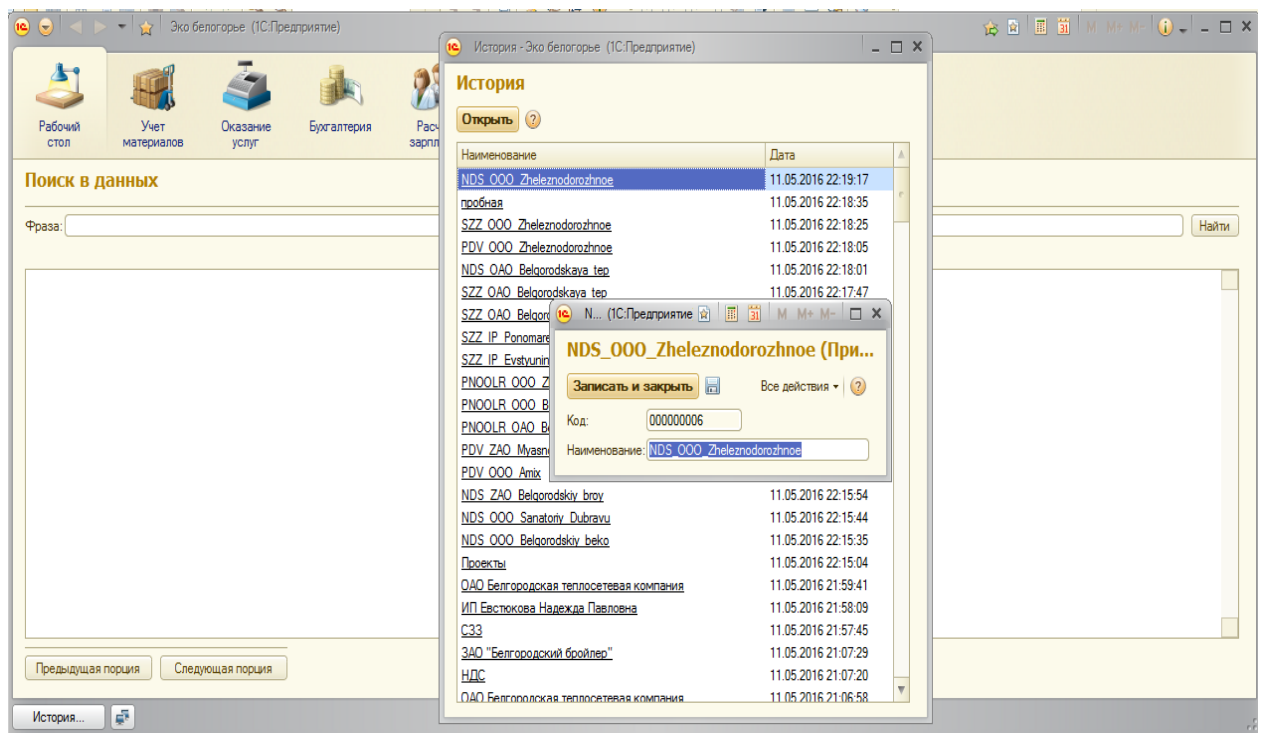 Эко белогорье (1С:Предприятие)
M M+ M-
Рабочий стол
Учет материалов
Оказание услуг
Бухгалтерия
Поиск в данных
Фраза:
Найти
Предыдущая порция
Следующая порция
История...
История - Эко белогорье (1С:Предприятие)
История
Открыть
Наименование Дата
NDS_OOO_Zheleznodorozhnoe 11.05.2016 22:19:17
пробная 11.05.2016 22:18:35
SZZ_OOO_Zheleznodorozhnoe 11.05.2016 22:18:25
PDV_OOO_Zheleznodorozhnoe 11.05.2016 22:18:05
NDS_OAO_Belgorodskaya_tep 11.05.2016 22:18:01
SZZ_OAO_Belgorodskaya_tep 11.05.2016 22:17:47
SZZ_OAO_Belgor
SZZ_IP_Ponomare
SZZ_IP_Evstyunin
PNOOLR_OOO_Z
PNOOLR_OOO_B
PNOOLR_OAO_Be
PDV_ZAO_Myasn
PDV_OOO_Amix
NDS_ZAO_Belgorodskiy_broy 11.05.2016 22:15:54
NDS_OOO_Sanatoriy_Dubravu 11.05.2016 22:15:44
NDS_OOO_Belgorodskiy_beko 11.05.2016 22:15:35
Проекты 11.05.2016 22:15:04
ОАО Белгородская теплосетевая компания 11.05.2016 21:59:41
ИП Евстюкова Надежда Павловна 11.05.2016 21:58:09
СЗЗ 11.05.2016 21:57:45
ЗАО "Белгородский бройлер" 11.05.2016 21:07:29
НДС 11.05.2016 21:07:20
ОАО Белгородская теплосетевая компания 11.05.2016 21:06:58
N... (1С:Предприятие M M+ M-
NDS_OOO_Zheleznodorozhnoe (При...
Записать и закрыть Все действия
Код: 000000006
Наименование: NDS_OOO_Zheleznodorozhnoe